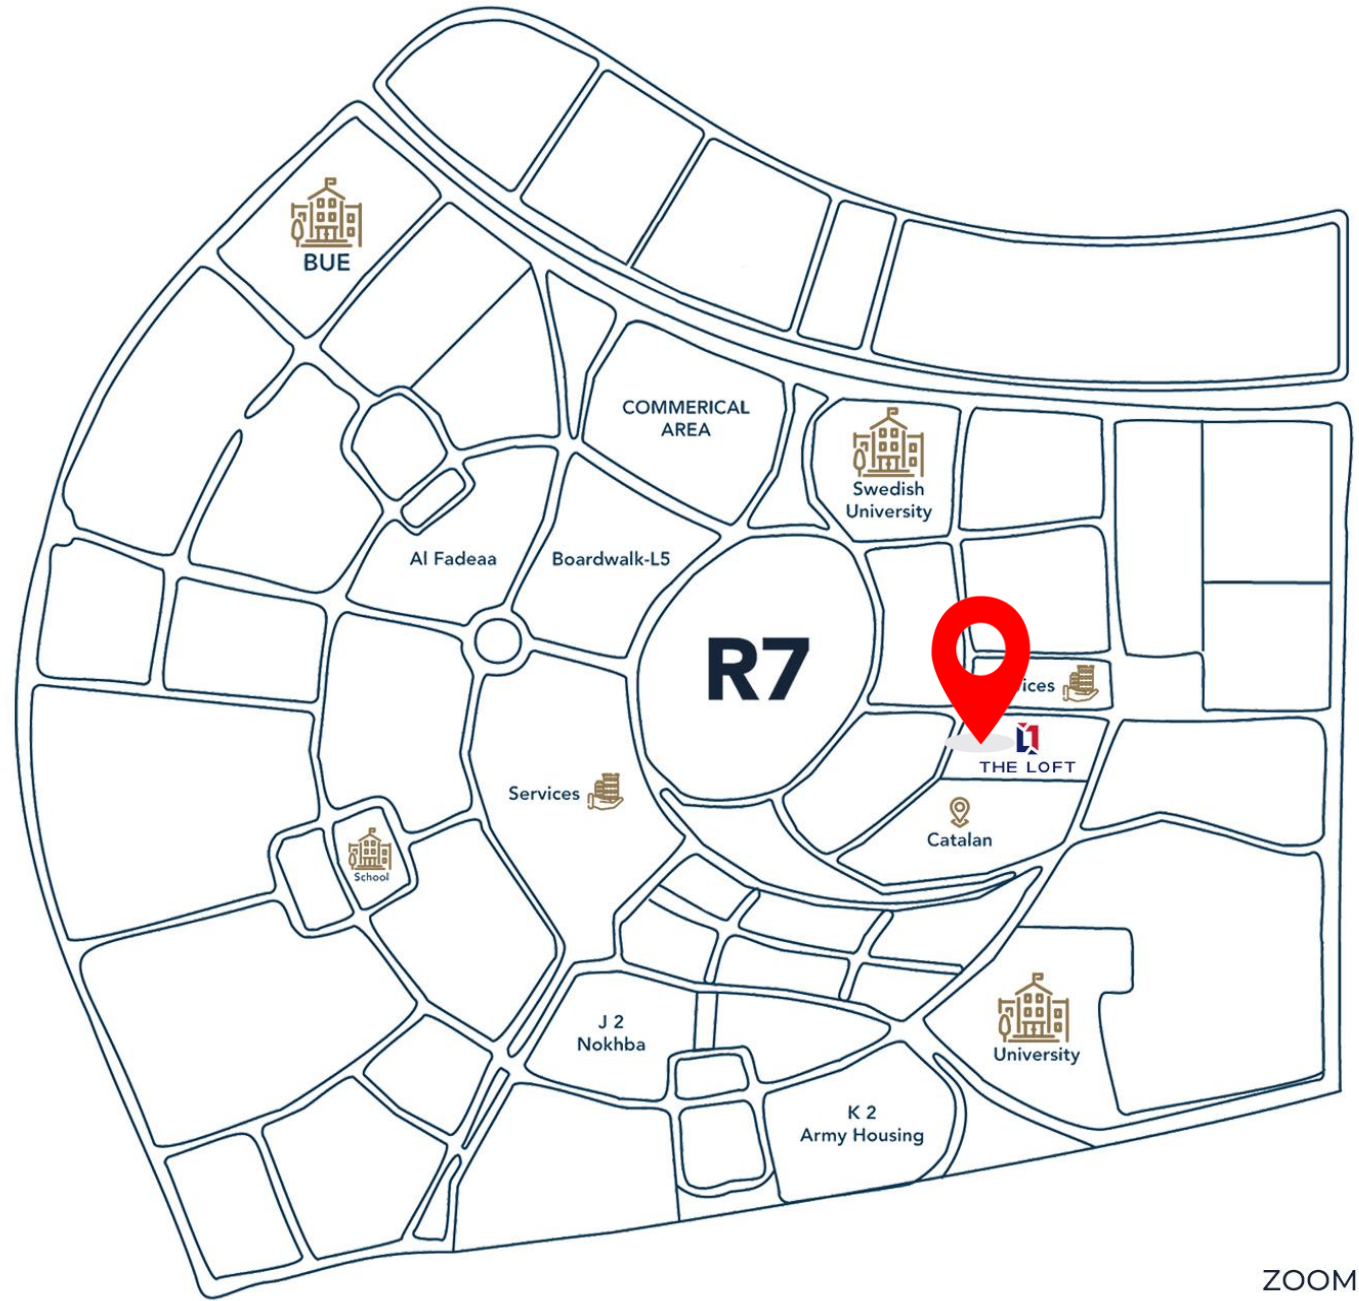 BUE
COMMERICAL
AREA
Swedish
University
Al Fadeaa
Boardwalk-L5
R7
ices
THE LOFT
Services
Catalan
School
J 2
Nokhba
University
K 2
Army Housing
ZOOM